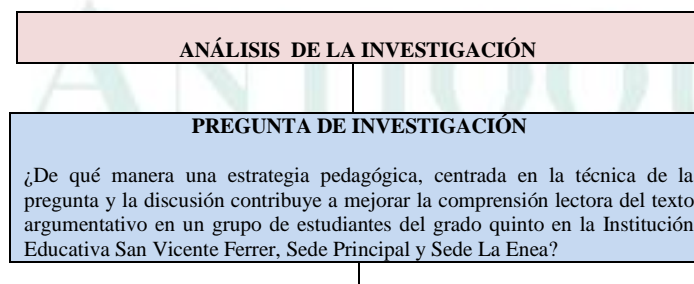 ANÁLISIS DE LA INVESTIGACIÓN
PREGUNTA DE INVESTIGACIÓN
¿De qué manera una estrategia pedagógica, centrada en la técnica de la
pregunta y la discusión contribuye a mejorar la comprensión lectora del texto
argumentativo en un grupo de estudiantes del grado quinto en la Institución
Educativa San Vicente Ferrer, Sede Principal y Sede La Enea?